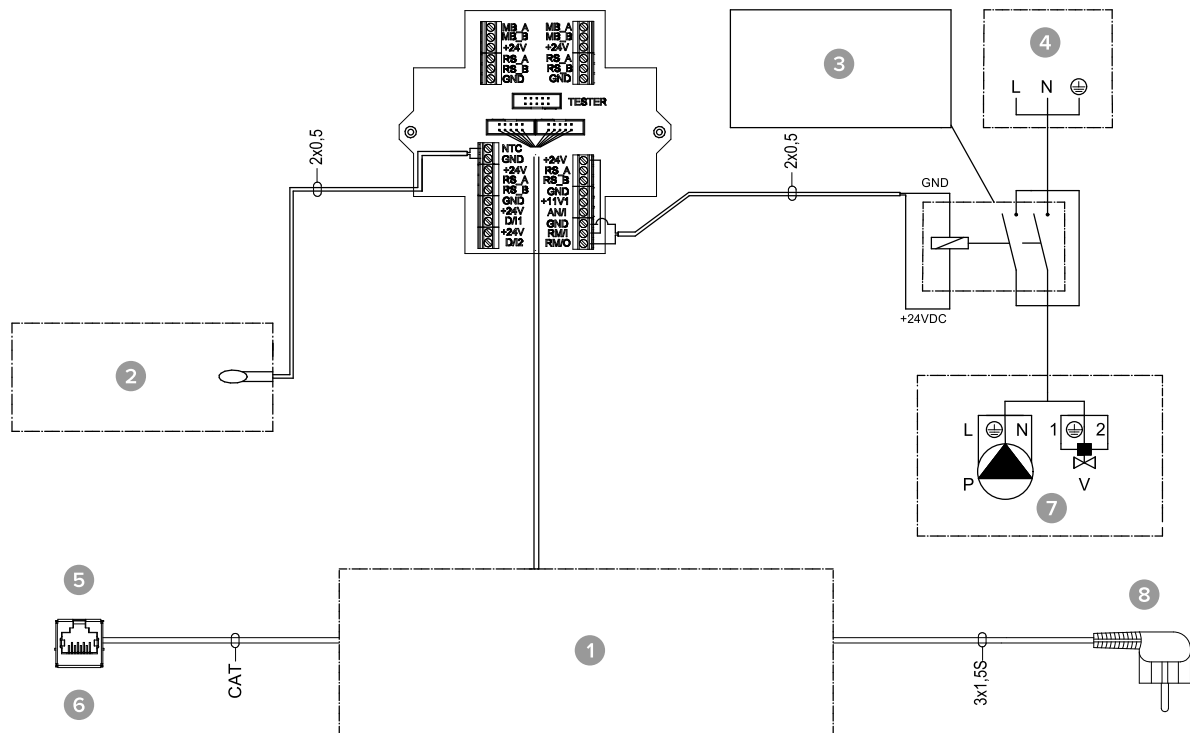 MB_A
MB_B
+24V
RS_A
RS_B
GND
MB_A
MB_B
+24V
RS_A
RS_B
GND
TESTER
NTC
GND
+24V
RS_A
RS_B
GND
+24V
D/I1
+24V
D/I2
+24V
RS_A
RS_B
GND
+11V1
AN/I
GND
RM/I
RM/O
2x0,5
2x0,5
3
4
L N
GND
+24VDC
2
L N 1 2
P V
7
5
6
CAT
1
3x1,5S
8